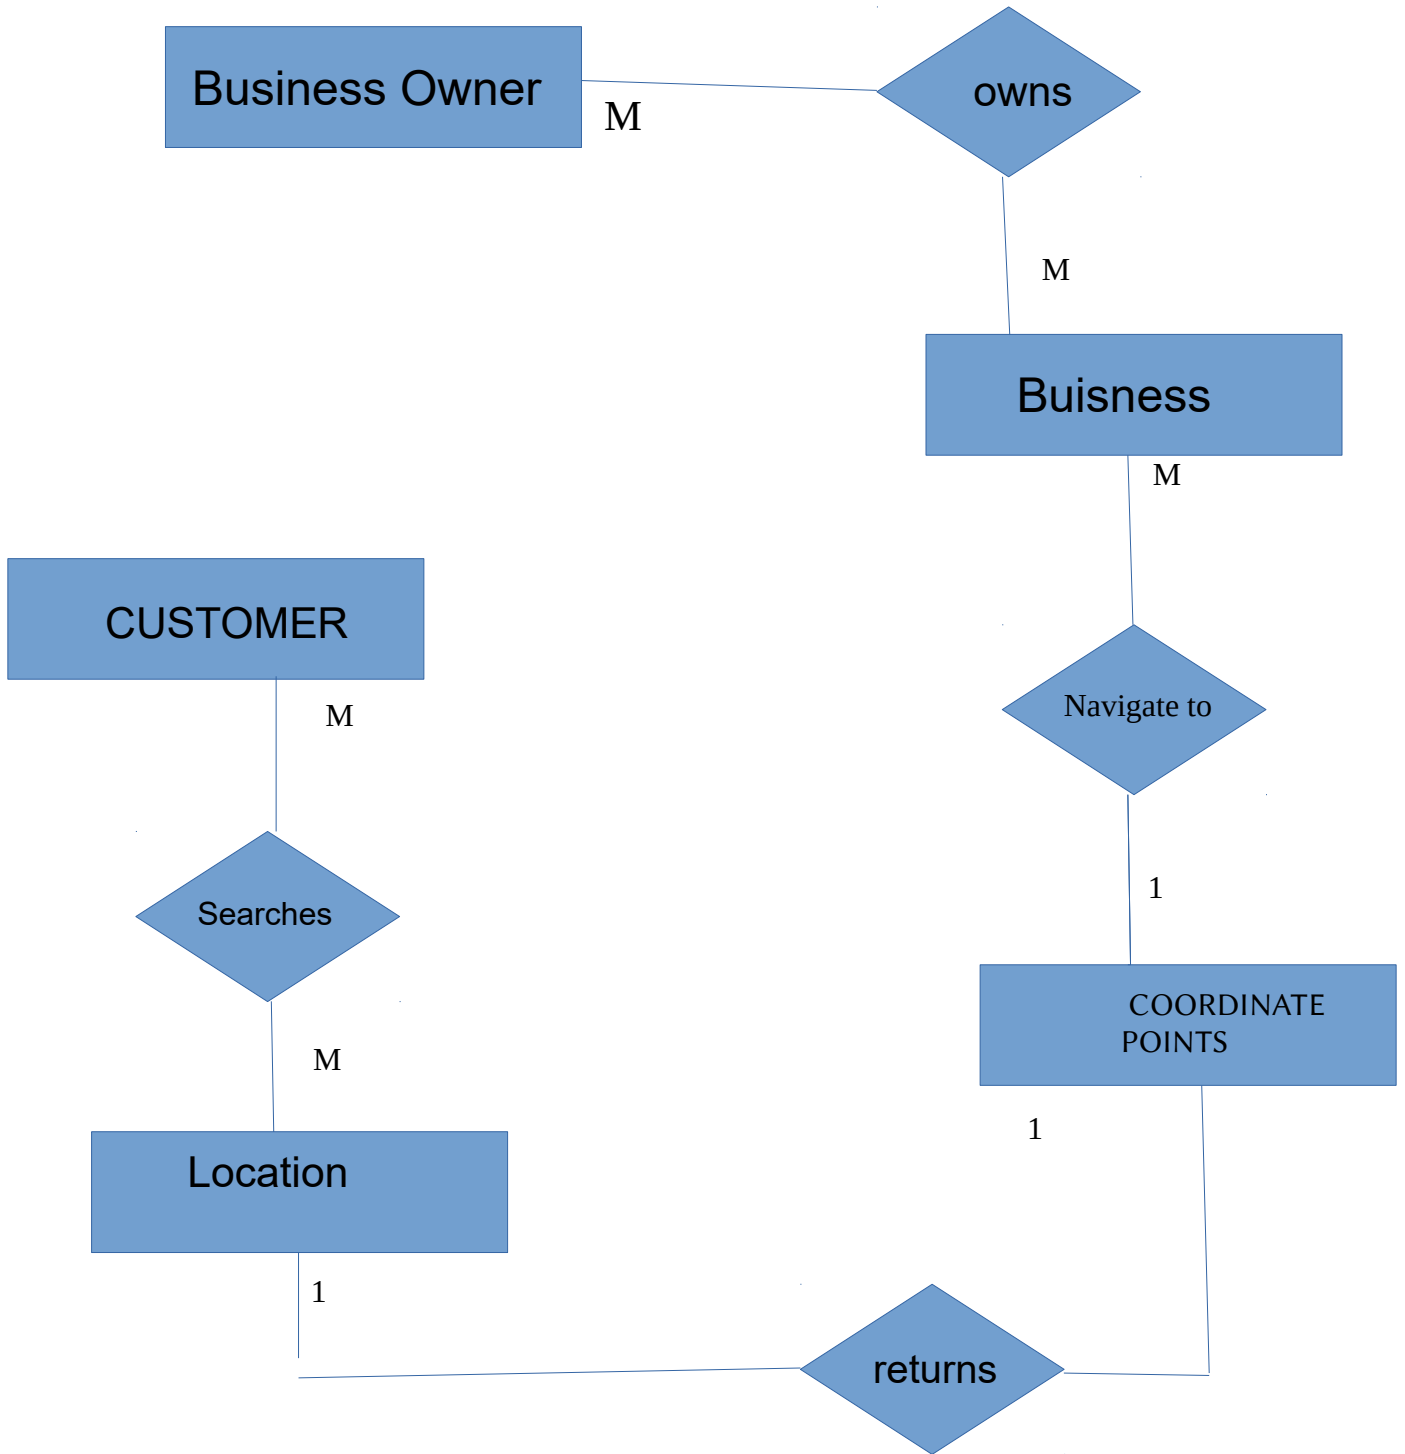 Business Owner
owns
M
M
Buisness
M
CUSTOMER
Navigate to
M
1
Searches
COORDINATE
POINTS
M
1
Location
1
returns